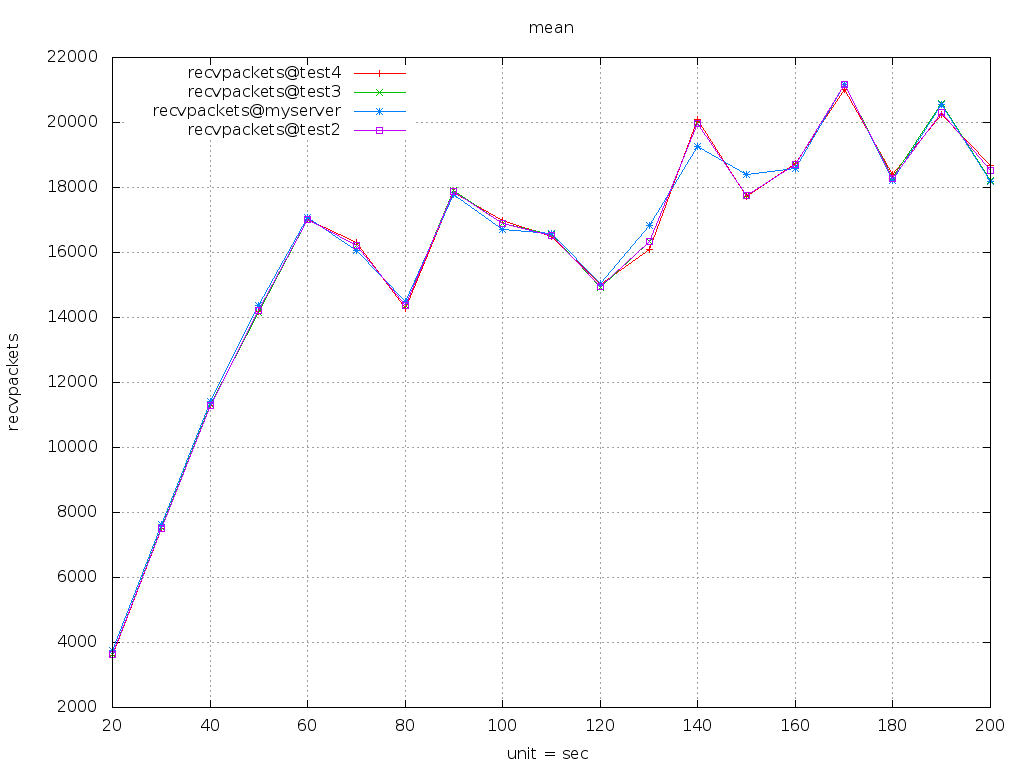 mean
22000
20000
18000
16000
14000
12000
10000
8000
6000
4000
2000
recvpackets
recvpackets@test4
recvpackets@test3
recvpackets@myserver
recvpackets@test2
20 40 60 80 100 120 140 160 180 200
unit = sec